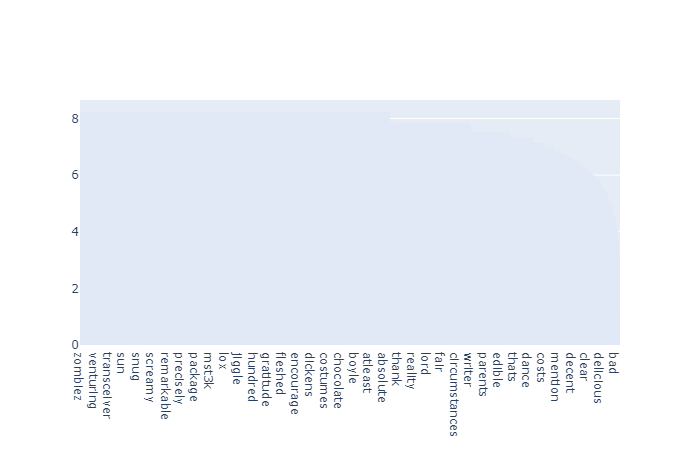 8
6
4
2
0
zombiez
venturing
transceiver
sun
snug
screamy
remarkable
precisely
package
mst3k
lox
jiggle
hundred
gratitude
fleshed
encourage
dickens
costumes
chocolate
boyle
atleast
absolute
thank
reality
lord
fair
circumstances
writer
parents
edible
thats
dance
costs
mention
decent
clear
delicious
bad